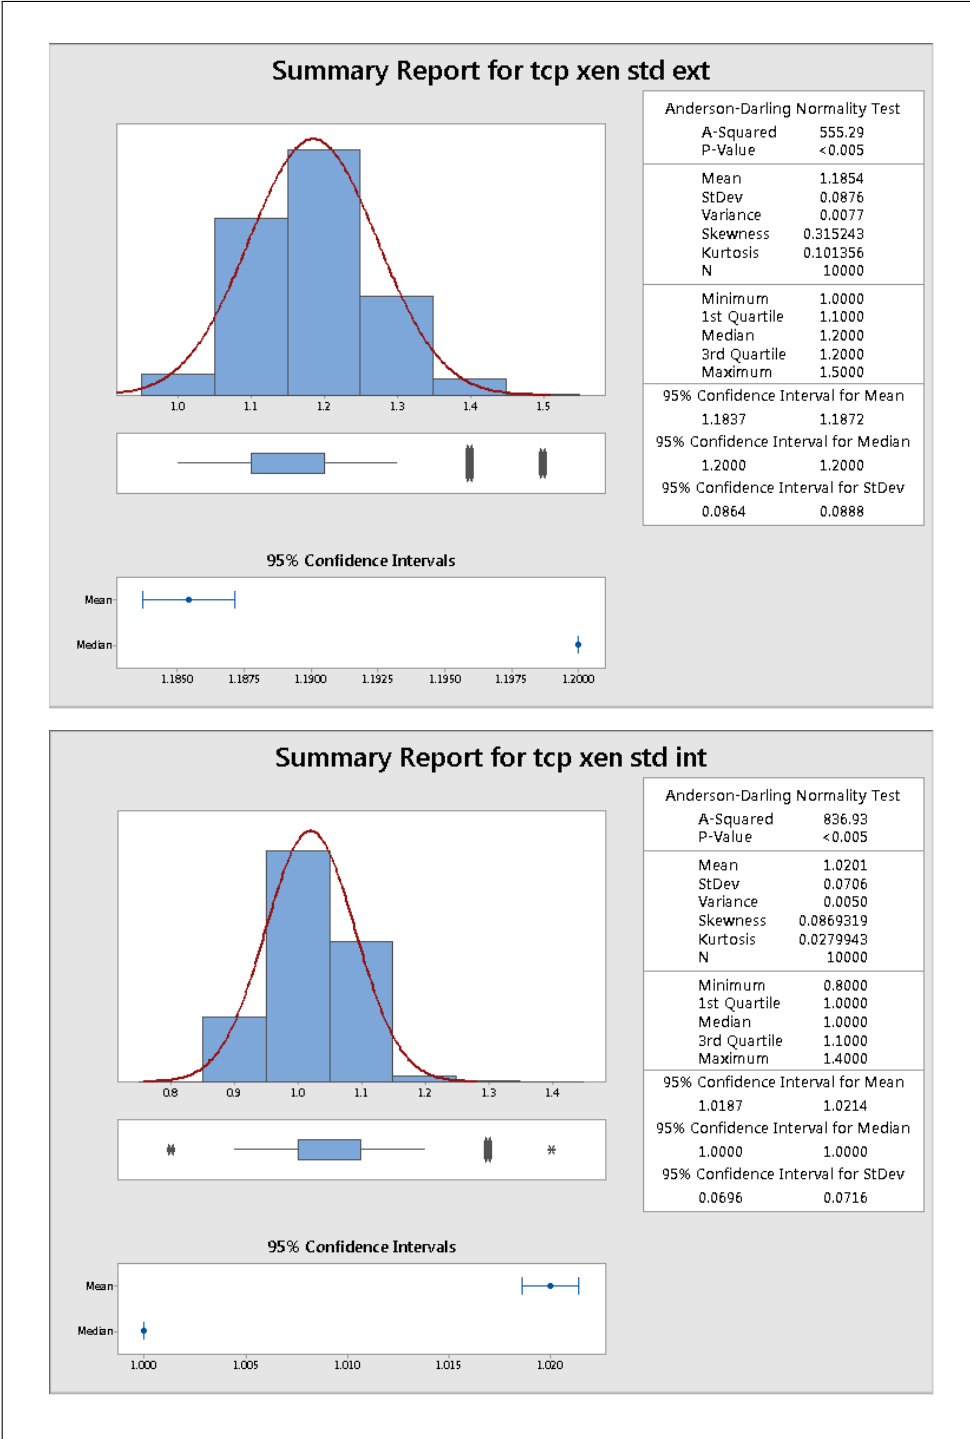 Summary Report for tcp xen std ext
Anderson-Darling Normality Test
A-Squared 555.29
P-Value <0.005
Mean 1.1854
StDev 0.0876
Variance 0.0077
Skewness 0.315243
Kurtosis 0.101356
N 10000
Minimum 1.0000
1st Quartile 1.1000
Median 1.2000
3rd Quartile 1.2000
Maximum 1.5000
95% Confidence Interval for Mean
1.1837 1.1872
95% Confidence Interval for Median
1.2000 1.2000
95% Confidence Interval for StDev
0.0864 0.0888
1.0 1.1 1.2 1.3 1.4 1.5
95% Confidence Intervals
Mean
Median
1.1850 1.1875 1.1900 1.1925 1.1950 1.1975 1.2000
Summary Report for tcp xen std int
Anderson-Darling Normality Test
A-Squared 836.93
P-Value <0.005
Mean 1.0201
StDev 0.0706
Variance 0.0050
Skewness 0.0869319
Kurtosis 0.0279943
N 10000
Minimum 0.8000
1st Quartile 1.0000
Median 1.0000
3rd Quartile 1.1000
Maximum 1.4000
95% Confidence Interval for Mean
1.0187 1.0214
95% Confidence Interval for Median
1.0000 1.0000
95% Confidence Interval for StDev
0.0696 0.0716
0.8 0.9 1.0 1.1 1.2 1.3 1.4
95% Confidence Intervals
Mean
Median
1.000 1.005 1.010 1.015 1.020